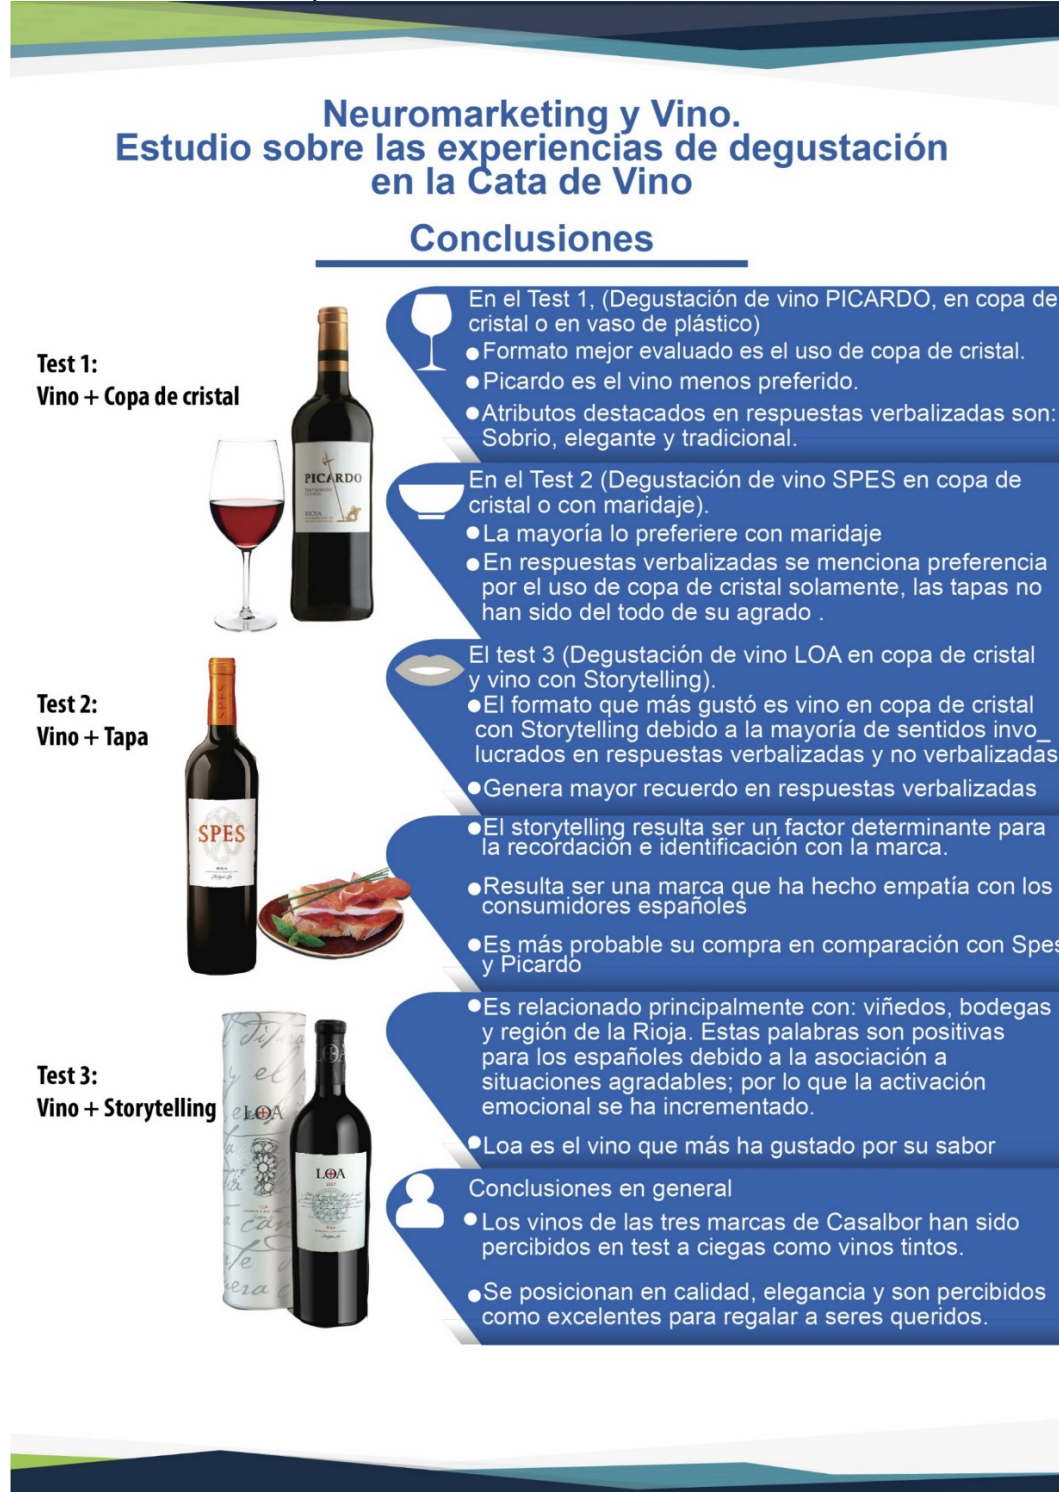 Neuromarketing y Vino.
Estudio sobre las experiencias de degustación
en la Cata de Vino
Conclusiones
Test 1:
Vino + Copa de cristal
PICARDO
RIOJA
En el Test 1, (Degustación de vino PICARDO, en copa de
cristal o en vaso de plástico)
Formato mejor evaluado es el uso de copa de cristal.
Picardo es el vino menos preferido.
Atributos destacados en respuestas verbalizadas son:
Sobrio, elegante y tradicional.
En el Test 2 (Degustación de vino SPES en copa de
cristal o con maridaje).
La mayoría lo preferiere con maridaje
En respuestas verbalizadas se menciona preferencia
por el uso de copa de cristal solamente, las tapas no
han sido del todo de su agrado .
Test 2:
Vino + Tapa
SPES
SPES
RIOJA
El test 3 (Degustación de vino LOA en copa de cristal
y vino con Storytelling).
El formato que más gustó es vino en copa de cristal
con Storytelling debido a la mayoría de sentidos invo_
lucrados en respuestas verbalizadas y no verbalizadas
Genera mayor recuerdo en respuestas verbalizadas
El storytelling resulta ser un factor determinante para
la recordación e identificación con la marca.
Resulta ser una marca que ha hecho empatía con los
consumidores españoles
Es más probable su compra en comparación con Spes
y Picardo
Test 3:
Vino + Storytelling
LOA
LOA
LOA
Es relacionado principalmente con: viñedos, bodegas
y región de la Rioja. Estas palabras son positivas
para los españoles debido a la asociación a
situaciones agradables; por lo que la activación
emocional se ha incrementado.
Loa es el vino que más ha gustado por su sabor
Conclusiones en general
Los vinos de las tres marcas de Casalbor han sido
percibidos en test a ciegas como vinos tintos.
Se posicionan en calidad, elegancia y son percibidos
como excelentes para regalar a seres queridos.